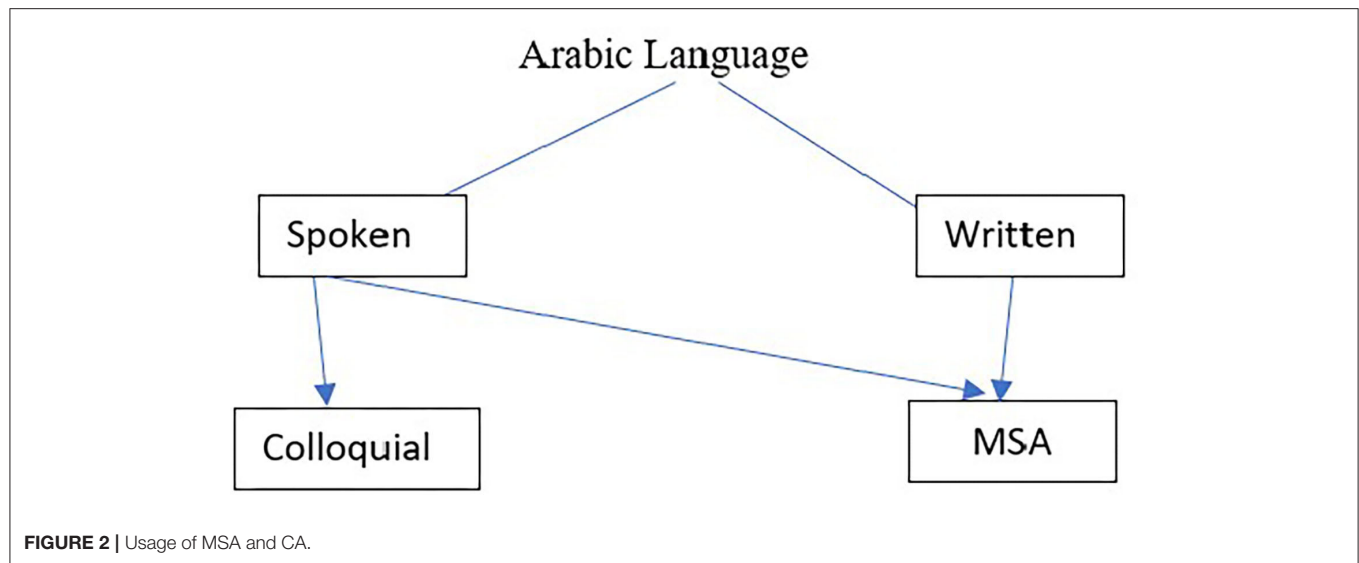 Arabic Language
Spoken
Written
Colloquial
MSA
FIGURE 2 | Usage of MSA and CA.